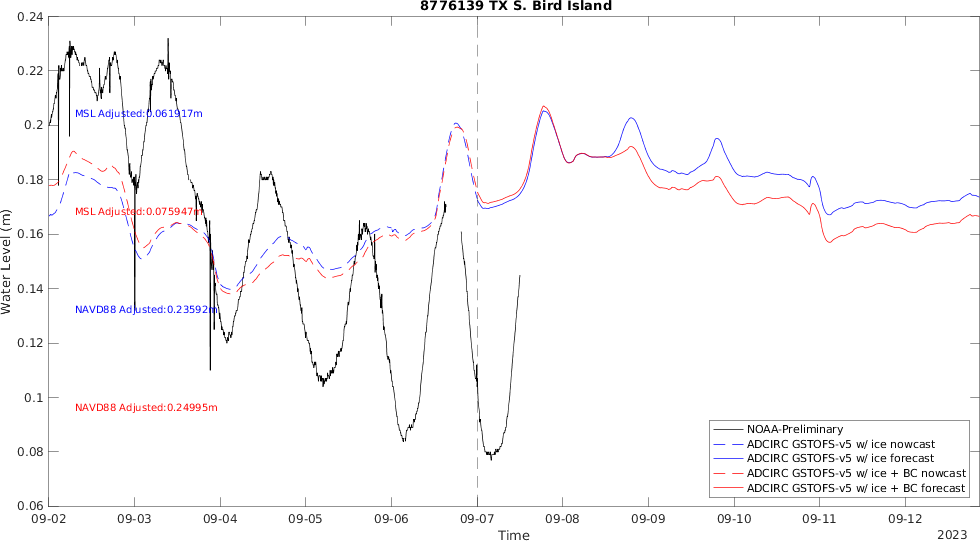 8776139 TX S. Bird Island
0.24
0.22
0.2
0.18
0.16
0.14
0.12
0.1
0.08
0.06
Water Level (m)
MSL Adjusted:0.061917m
MSL Adjusted:0.075947m
NAVD88 Adjusted:0.23592m
NAVD88 Adjusted:0.24995m
NOAA-Preliminary
ADCIRC GSTOFS-v5 w/ ice nowcast
ADCIRC GSTOFS-v5 w/ ice forecast
ADCIRC GSTOFS-v5 w/ ice + BC nowcast
ADCIRC GSTOFS-v5 w/ ice + BC forecast
09-02 09-03 09-04 09-05 09-06 09-07 09-08 09-09 09-10 09-11 09-12
Time
2023